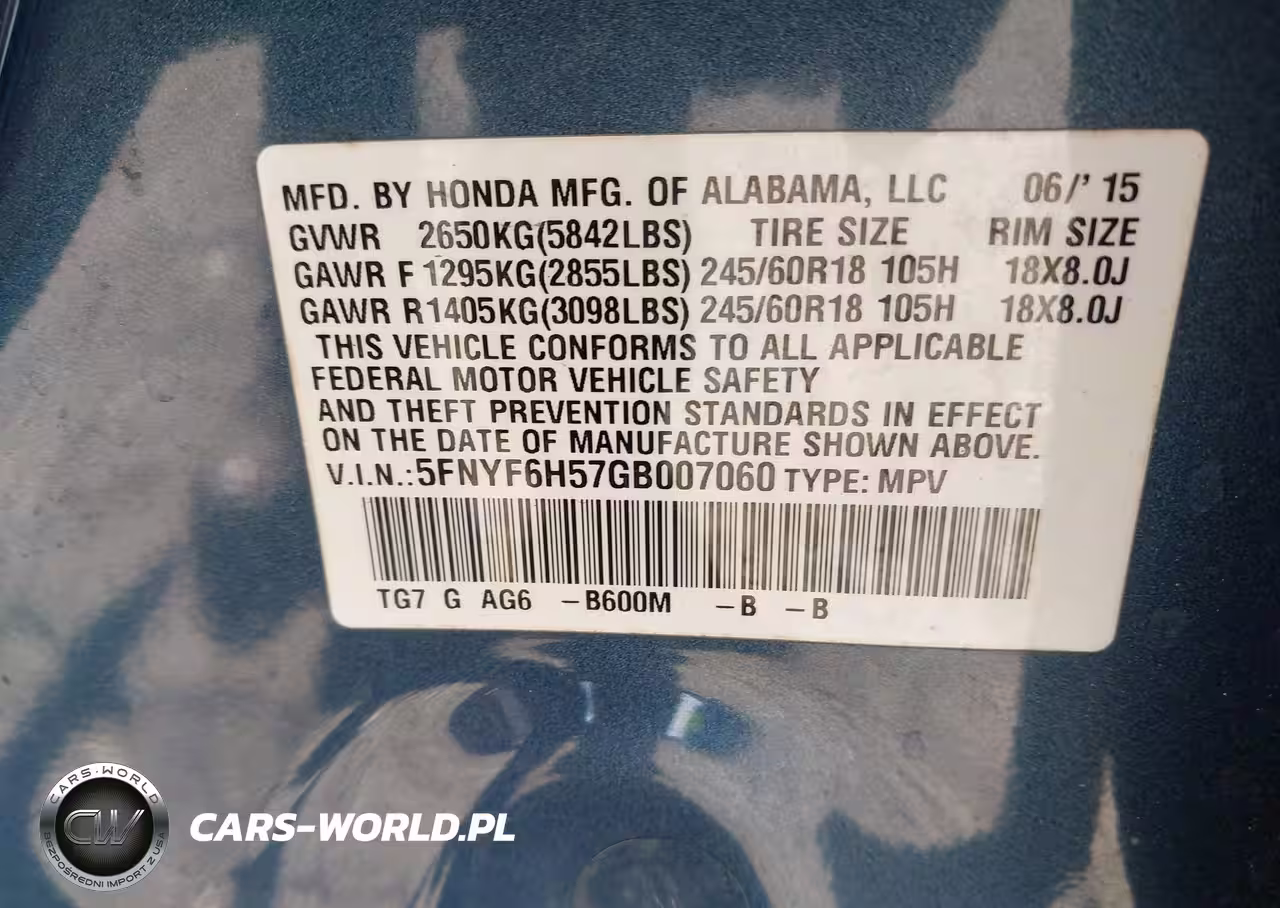 MFD. BY HONDA MFG. OF ALABAMA, LLC 06/' 15
GVWR 2650KG(5842LBS) TIRE SIZE RIM SIZE
GAWR F 1295KG(2855LBS) 245/60R18 105H 18X8.0J
GAWR R1405KG(3098LBS) 245/60R18 105H 18X8.0J
THIS VEHICLE CONFORMS TO ALL APPLICABLE
FEDERAL MOTOR VEHICLE SAFETY
AND THEFT PREVENTION STANDARDS IN EFFECT
ON THE DATE OF MANUFACTURE SHOWN ABOVE.
V.I.N.:5FNYF6H57GB007060 TYPE: MPV
TG7 G AG6 –B600M –B –B
CARS-WORLD
CW
BEZPOŚREDNI IMPORT Z USA
CARS-WORLD.PL